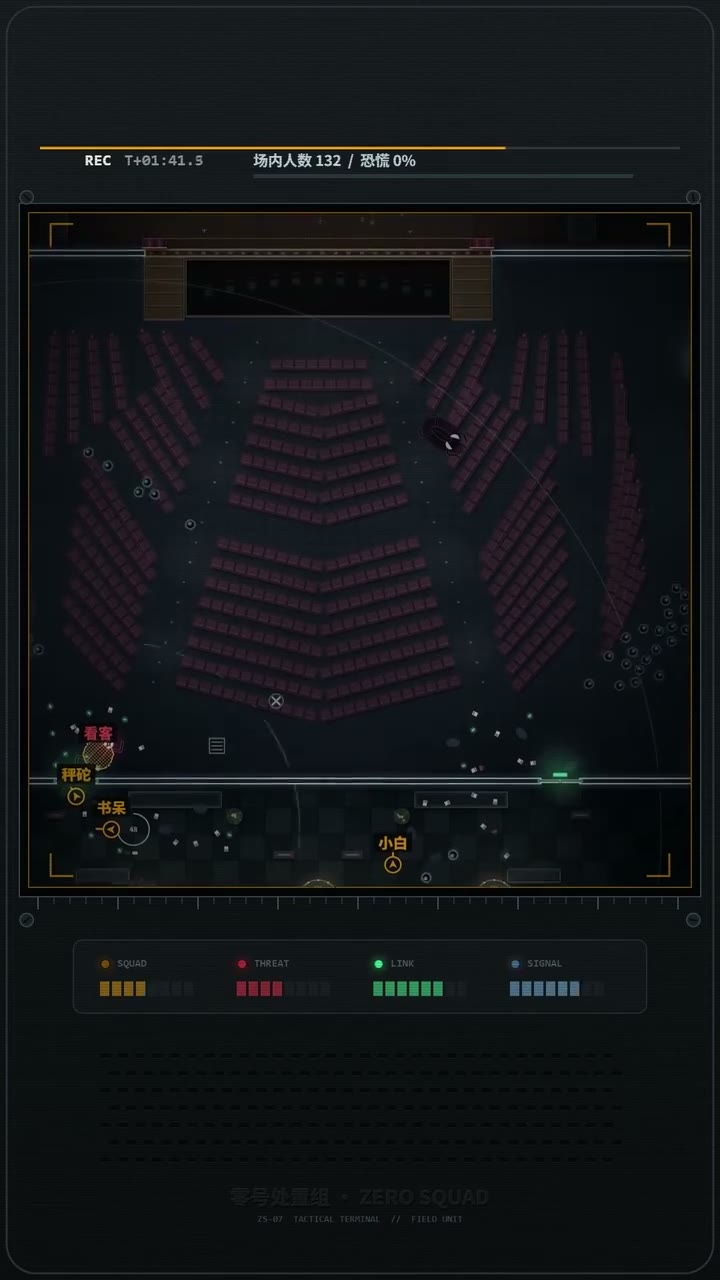 REC T+01:41.5 场内人数 132 / 恐慌 0%
看客
秤砣
书呆
48
小白
SQUAD THREAT LINK SIGNAL
零号处置组 · ZERO SQUAD
ZS-07 TACTICAL TERMINAL // FIELD UNIT